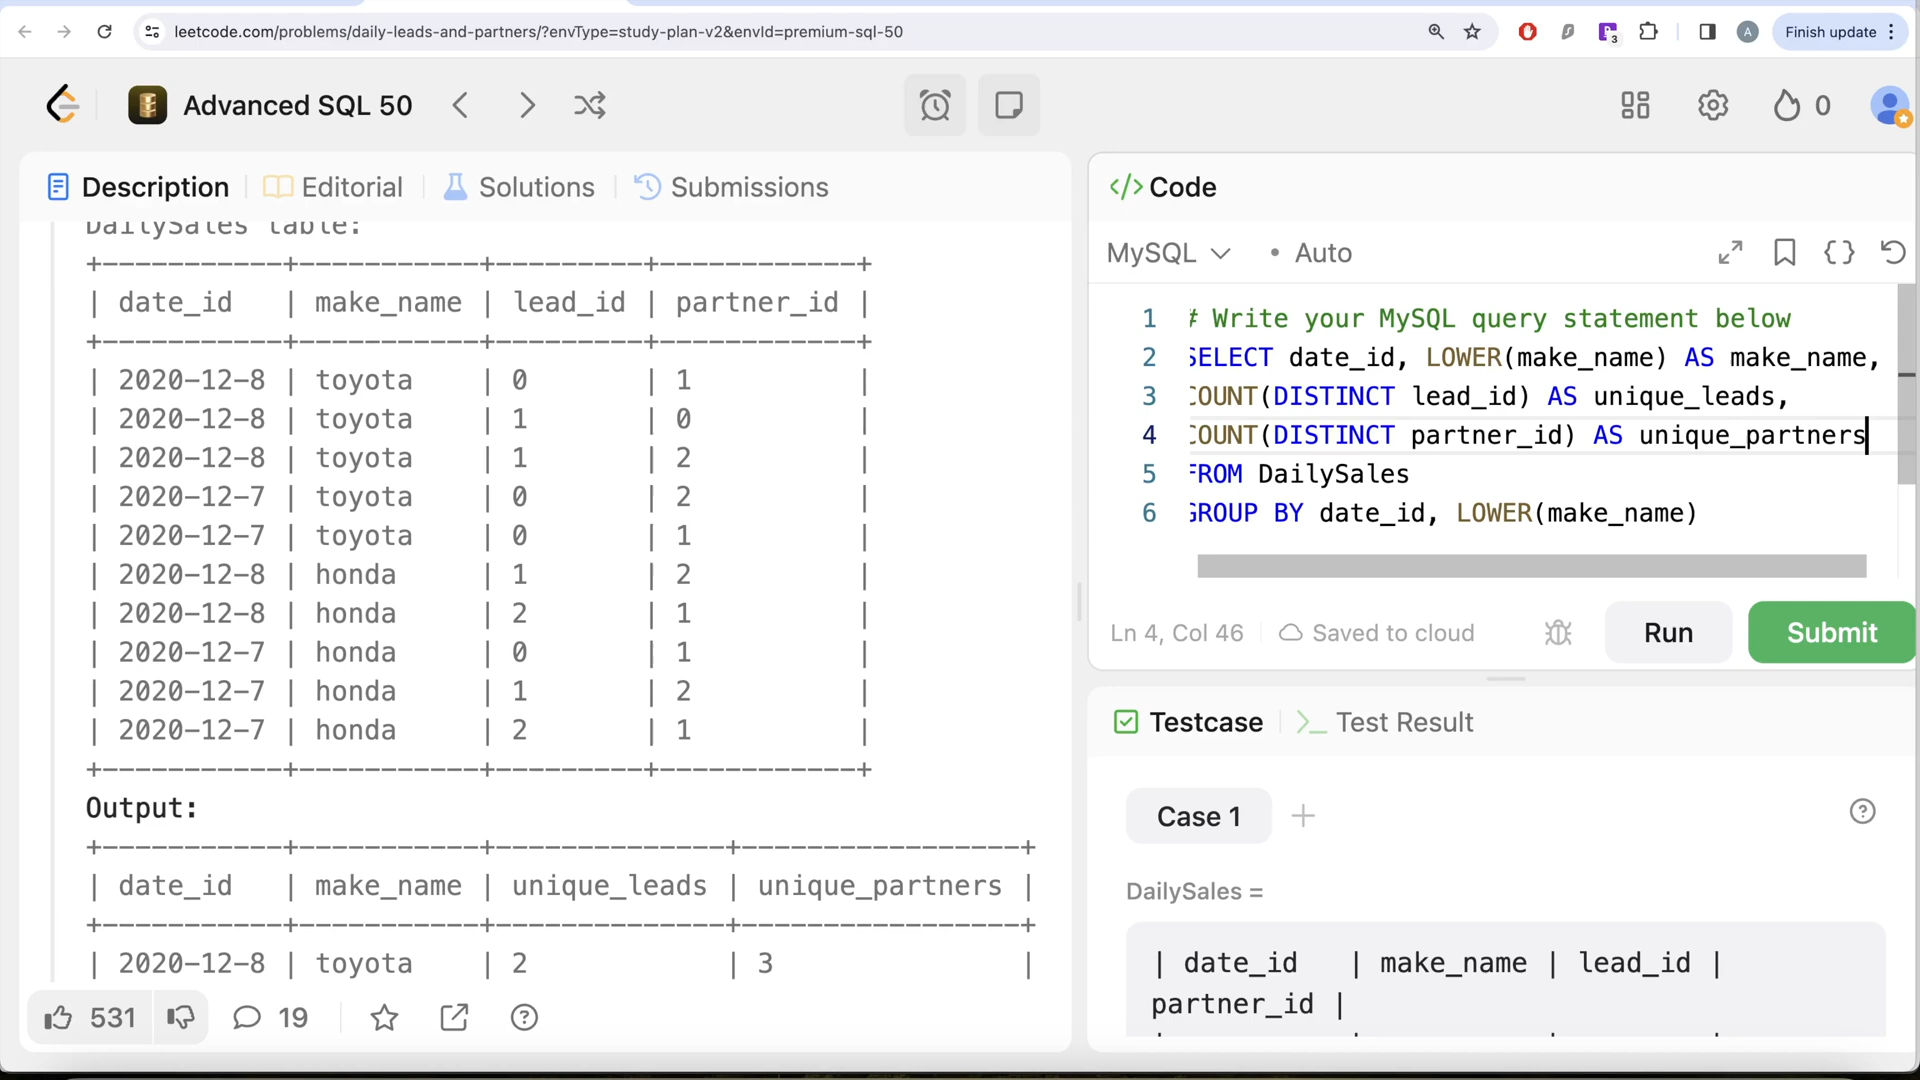 leetcode.com/problems/daily-leads-and-partners/?envType=study-plan-v2&envId=premium-sql-50
3
A
Finish update
Advanced SQL 50
0
Description
Editorial
Solutions
Submissions
DailySales table:
+-----------+-----------+---------+------------+
| date_id   | make_name | lead_id | partner_id |
+-----------+-----------+---------+------------+
| 2020-12-8 | toyota    | 0       | 1          |
| 2020-12-8 | toyota    | 1       | 0          |
| 2020-12-8 | toyota    | 1       | 2          |
| 2020-12-7 | toyota    | 0       | 2          |
| 2020-12-7 | toyota    | 0       | 1          |
| 2020-12-8 | honda     | 1       | 2          |
| 2020-12-8 | honda     | 2       | 1          |
| 2020-12-7 | honda     | 0       | 1          |
| 2020-12-7 | honda     | 1       | 2          |
| 2020-12-7 | honda     | 2       | 1          |
+-----------+-----------+---------+------------+
Output:
+-----------+-----------+--------------+-----------------+
| date_id   | make_name | unique_leads | unique_partners |
+-----------+-----------+--------------+-----------------+
| 2020-12-8 | toyota    | 2            | 3               |
531
19
</> Code
MySQL
• Auto
1 # Write your MySQL query statement below
2 SELECT date_id, LOWER(make_name) AS make_name,
3 COUNT(DISTINCT lead_id) AS unique_leads,
4 COUNT(DISTINCT partner_id) AS unique_partners
5 FROM DailySales
6 GROUP BY date_id, LOWER(make_name)
Ln 4, Col 46
Saved to cloud
Run
Submit
Testcase
Test Result
Case 1
DailySales =
| date_id   | make_name | lead_id |
partner_id |